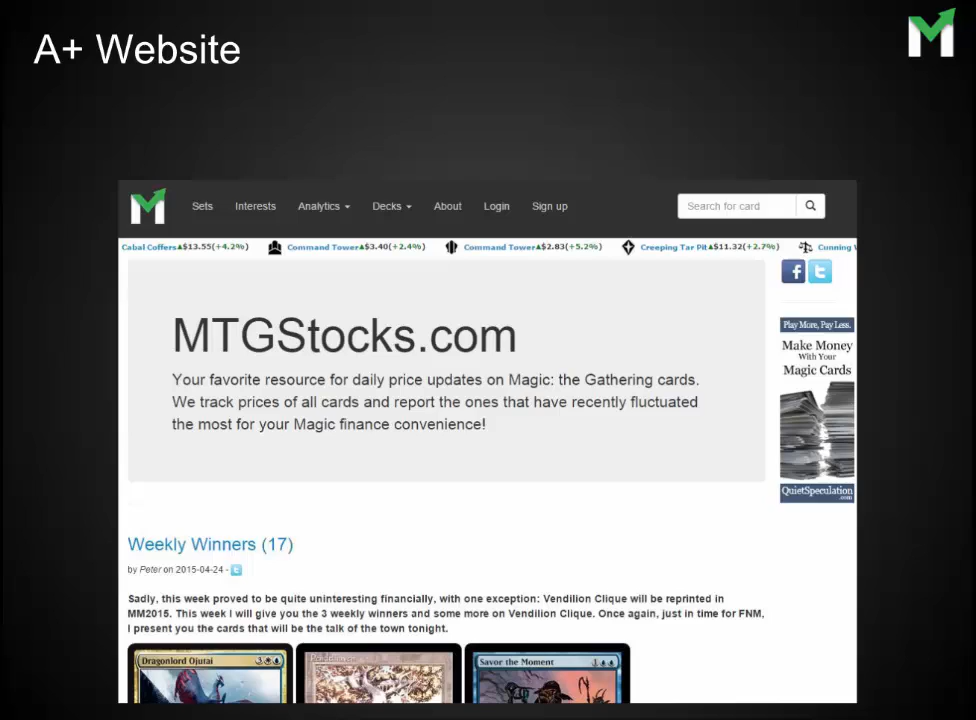 A+ Website
Sets Interests Analytics Decks About Login Sign up Search for card
Cabal Coffers $13.55(+4.2%) Command Tower $3.40(+2.4%) Command Tower $2.83(+5.2%) Creeping Tar Pit $11.32(+2.7%) Cunning
MTGStocks.com
Your favorite resource for daily price updates on Magic: the Gathering cards.
We track prices of all cards and report the ones that have recently fluctuated
the most for your Magic finance convenience!
Play More, Pay Less.
Make Money
With Your
Magic Cards
QuietSpeculation
.com
Weekly Winners (17)
by Peter on 2015-04-24 -
Sadly, this week proved to be quite uninteresting financially, with one exception: Vendilion Clique will be reprinted in
MM2015. This week I will give you the 3 weekly winners and some more on Vendilion Clique. Once again, just in time for FNM,
I present you the cards that will be the talk of the town tonight.
Dragonlord Ojutai 3
Savor the Moment 1